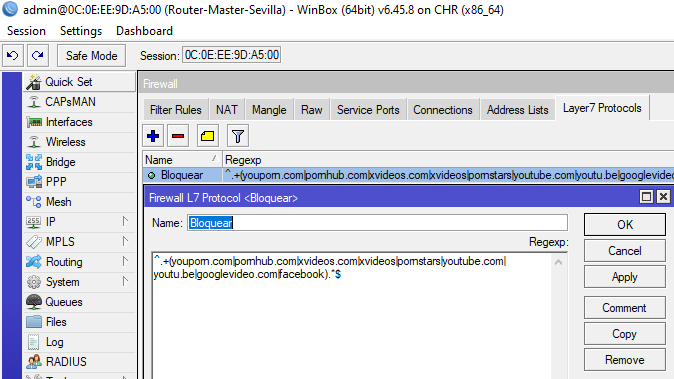 admin@0C:0E:EE:9D:A5:00 (Router-Master-Sevilla) - WinBox (64bit) v6.45.8 on CHR (x86_64)
Session Settings Dashboard
Safe Mode Session: 0C:0E:EE:9D:A5:00
Quick Set
CAPsMAN
Interfaces
Wireless
Bridge
PPP
Mesh
IP
MPLS
Routing
System
Queues
Files
Log
RADIUS
Firewall
Filter Rules NAT Mangle Raw Service Ports Connections Address Lists Layer7 Protocols
Name Regexp
Bloquear ^.+(youporn.com|pornhub.com|xvideos.com|xvideos|pornstars|youtube.com|youtu.be|googlevideo
Firewall L7 Protocol <Bloquear>
Name: Bloquear
Regexp:
^.+(youporn.com|pornhub.com|xvideos.com|xvideos|pornstars|youtube.com|
youtu.be|googlevideo.com|facebook).*$
OK
Cancel
Apply
Comment
Copy
Remove